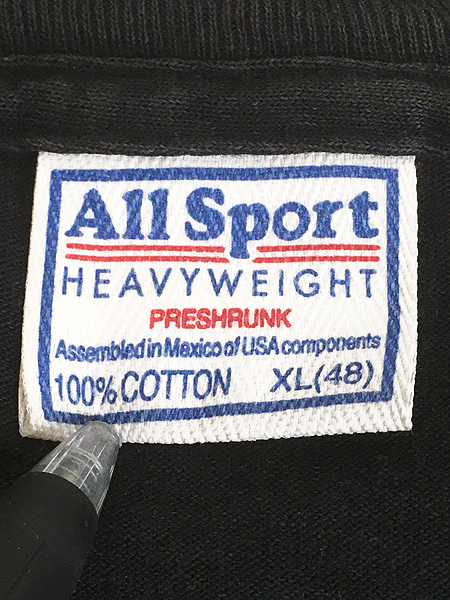 All Sport
HEAVYWEIGHT
PRESHRUNK
Assembled in Mexico of USA components
100% COTTON XL(48)